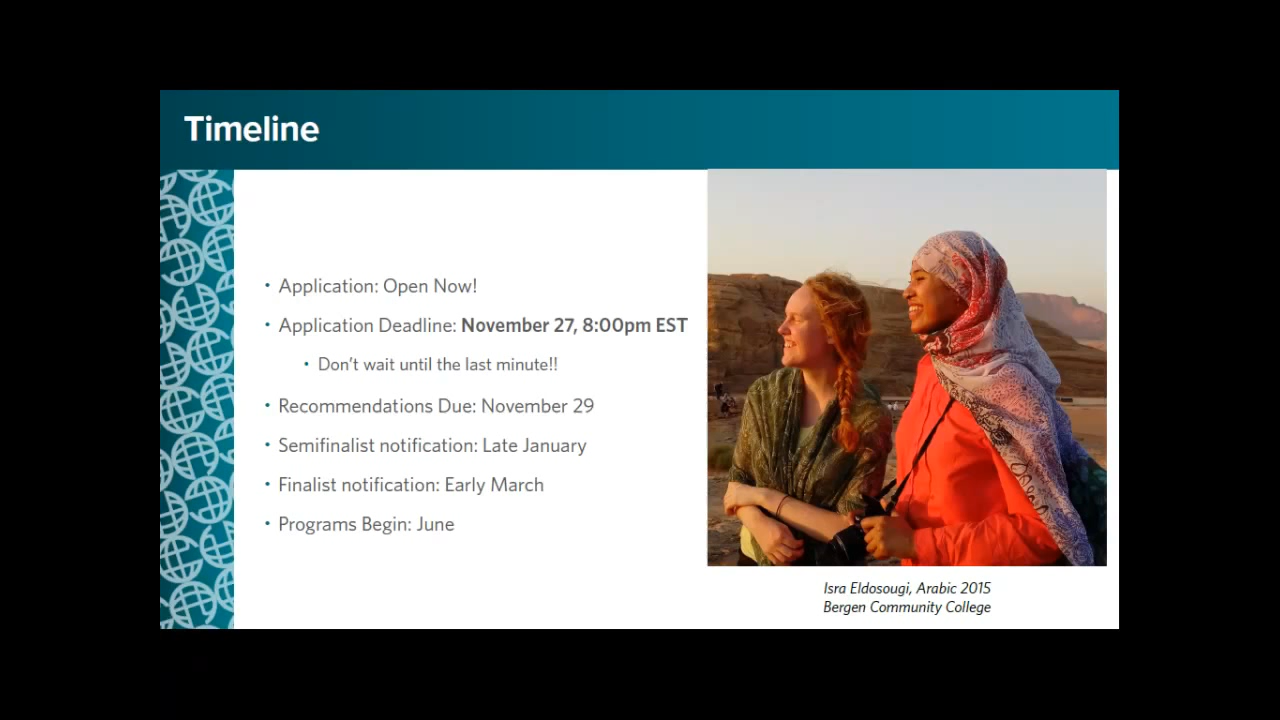 Timeline
• Application: Open Now!
• Application Deadline: November 27, 8:00pm EST
• Don't wait until the last minute!!
• Recommendations Due: November 29
• Semifinalist notification: Late January
• Finalist notification: Early March
• Programs Begin: June
Isra Eldosougi, Arabic 2015
Bergen Community College